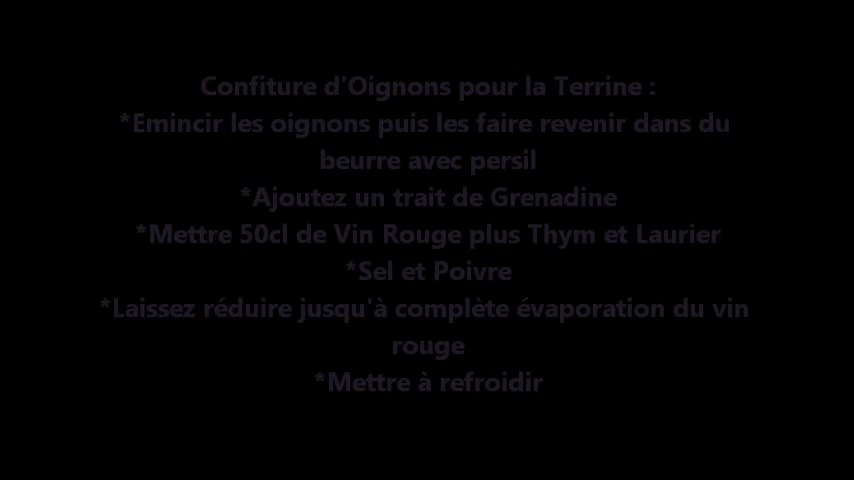 Confiture d'Oignons pour la Terrine :
*Emincir les oignons puis les faire revenir dans du
beurre avec persil
*Ajoutez un trait de Grenadine
*Mettre 50cl de Vin Rouge plus Thym et Laurier
*Sel et Poivre
*Laissez réduire jusqu'à complète évaporation du vin
rouge
*Mettre à refroidir